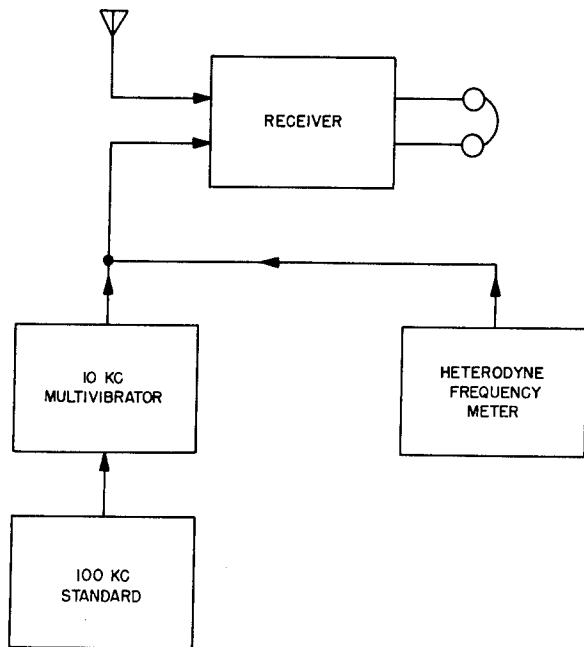 RECEIVER
10 KC
MULTIVIBRATOR
HETERODYNE
FREQUENCY
METER
100 KC
STANDARD